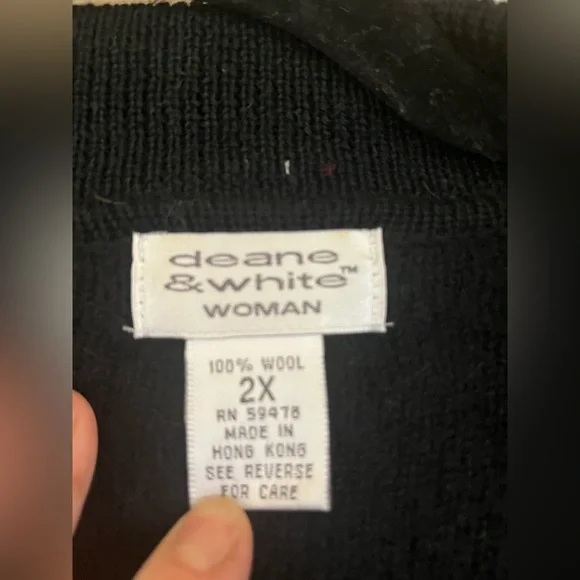 deane
&white™
WOMAN
100% WOOL
2X
RN 59478
MADE IN
HONG KONG
SEE REVERSE
FOR CARE